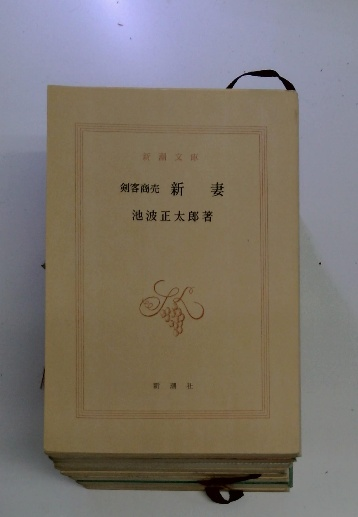 新潮文庫
剣客商売 新妻
池波正太郎著
新潮社